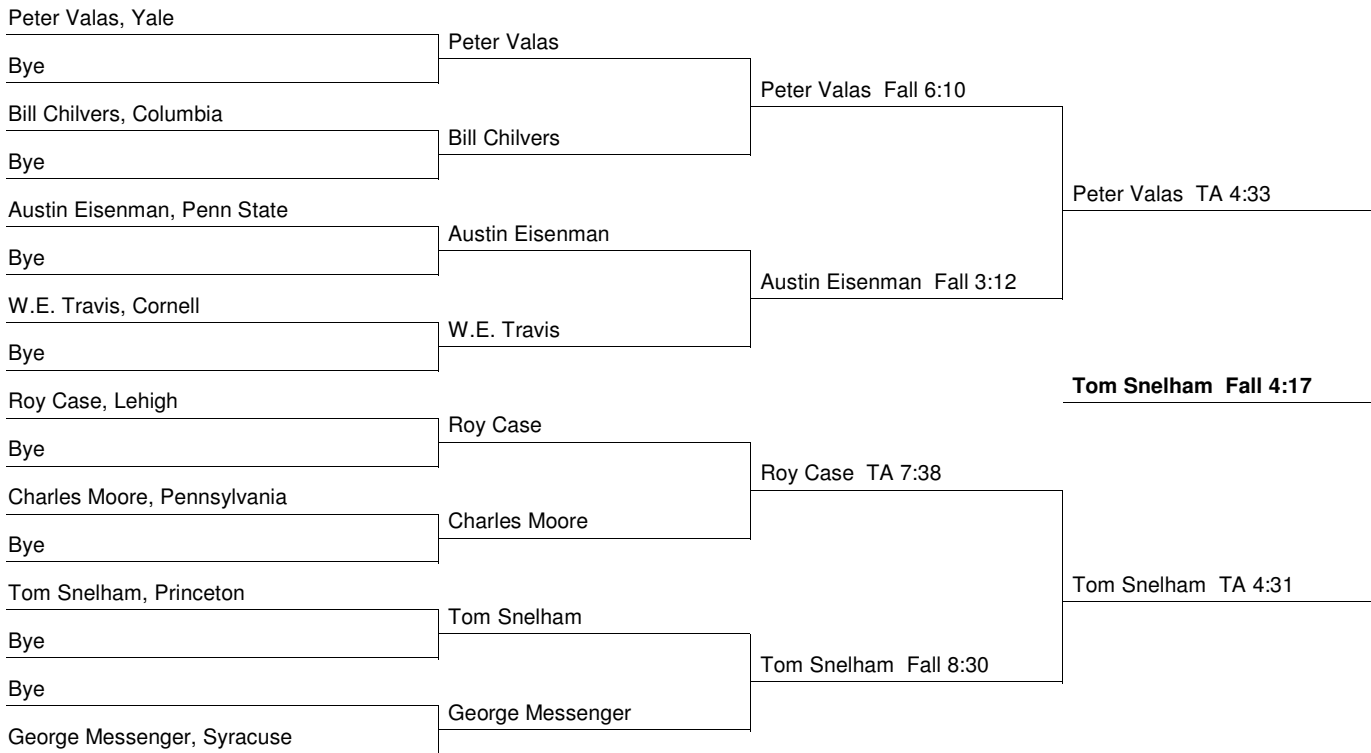 Peter Valas, Yale
Bye
Bill Chilvers, Columbia
Bye
Austin Eisenman, Penn State
Bye
W.E. Travis, Cornell
Bye
Roy Case, Lehigh
Bye
Charles Moore, Pennsylvania
Bye
Tom Snelham, Princeton
Bye
Bye
George Messenger, Syracuse
Peter Valas
Bill Chilvers
Austin Eisenman
W.E. Travis
Roy Case
Charles Moore
Tom Snelham
George Messenger
Peter Valas Fall 6:10
Austin Eisenman Fall 3:12
Roy Case TA 7:38
Tom Snelham Fall 8:30
Peter Valas TA 4:33
Tom Snelham TA 4:31
Tom Snelham Fall 4:17